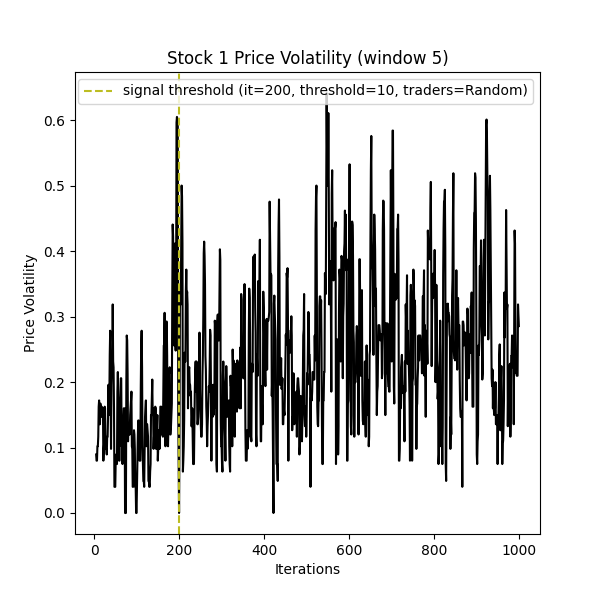 Stock 1 Price Volatility (window 5)
signal threshold (it=200, threshold=10, traders=Random)
Price Volatility
0.6
0.5
0.4
0.3
0.2
0.1
0.0
0 200 400 600 800 1000
Iterations